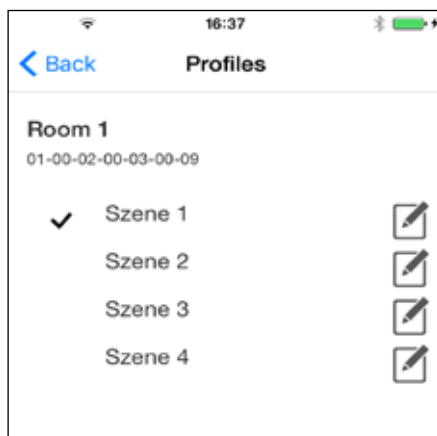 16:37
Back
Profiles
Room 1
01-00-02-00-03-00-09
Szene 1
Szene 2
Szene 3
Szene 4